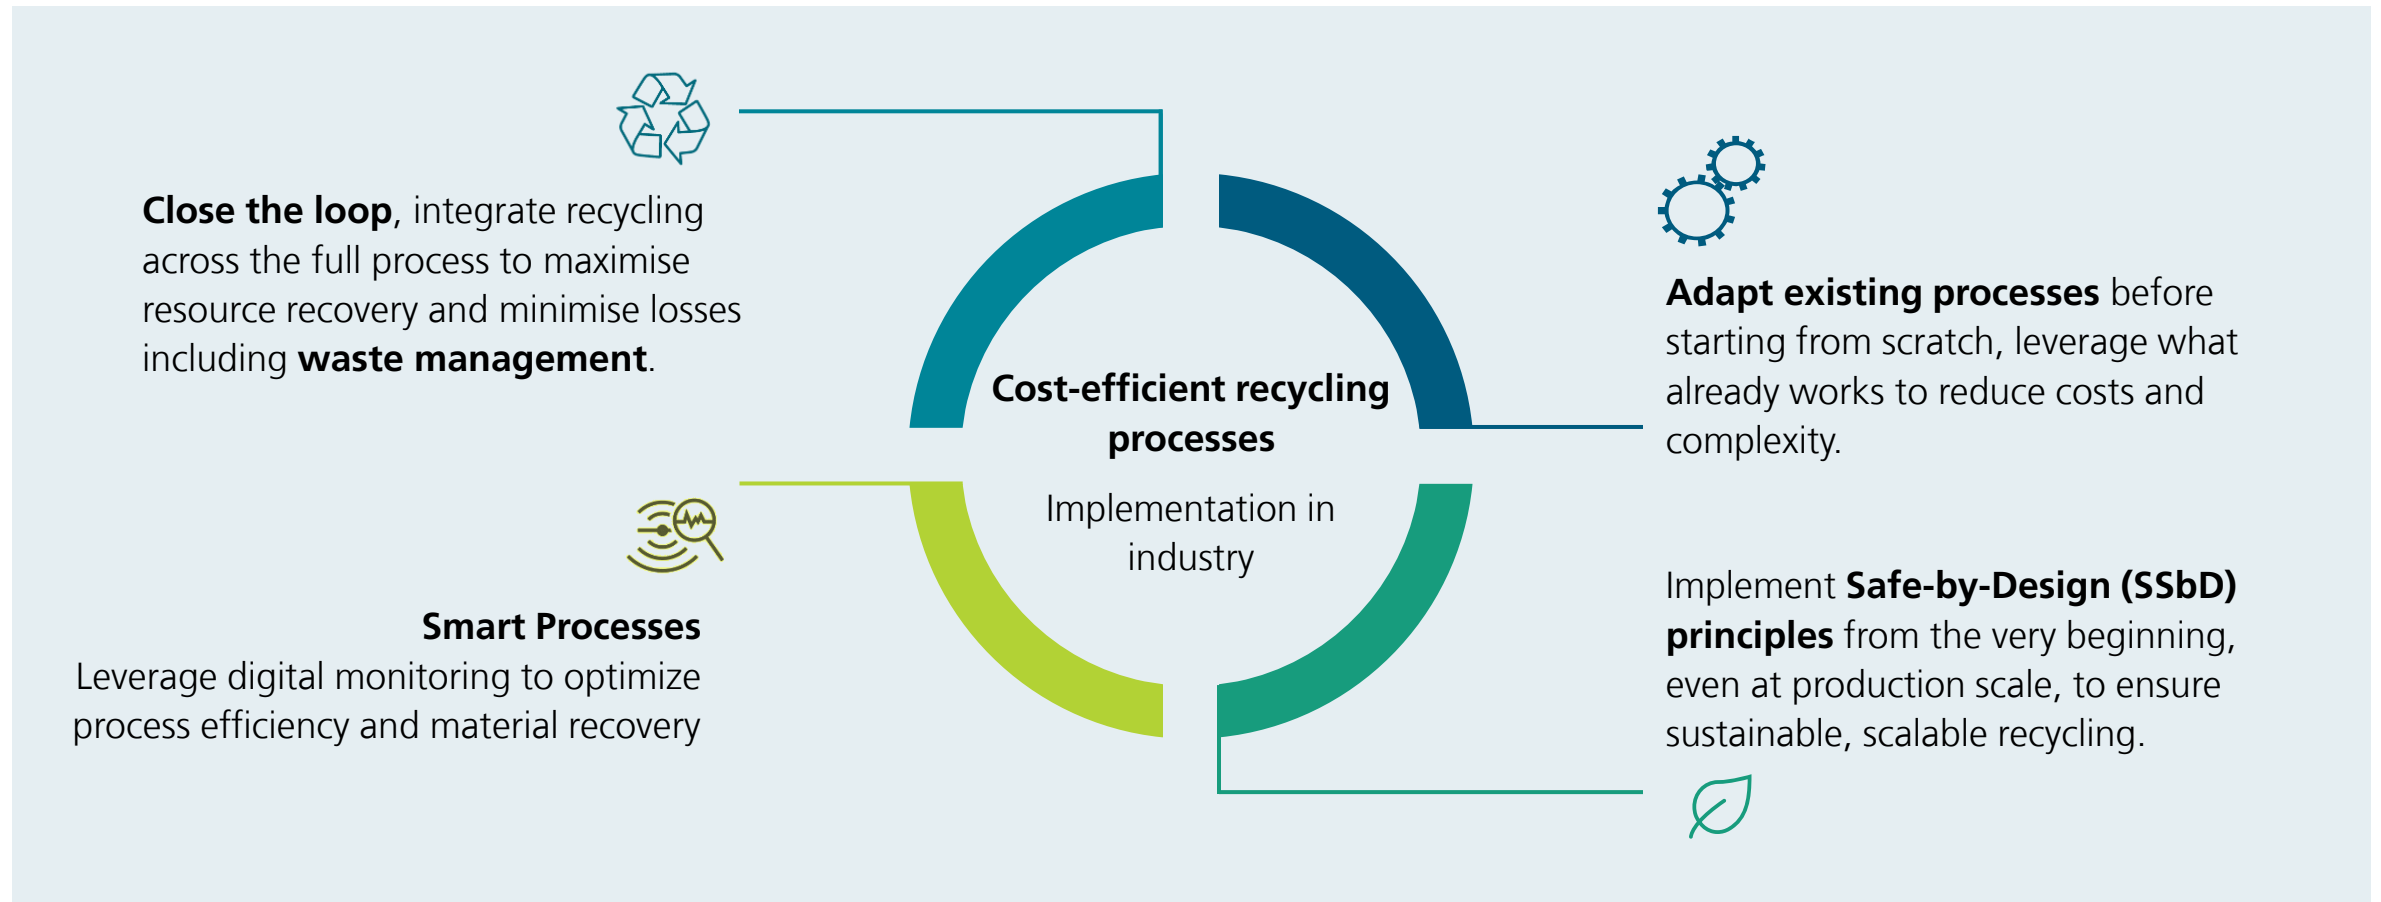 Close the loop, integrate recycling
across the full process to maximise
resource recovery and minimise losses
including waste management.
Adapt existing processes before
starting from scratch, leverage what
already works to reduce costs and
complexity.
Cost-efficient recycling
processes
Implementation in
industry
Smart Processes
Leverage digital monitoring to optimize
process efficiency and material recovery
Implement Safe-by-Design (SSbD)
principles from the very beginning,
even at production scale, to ensure
sustainable, scalable recycling.